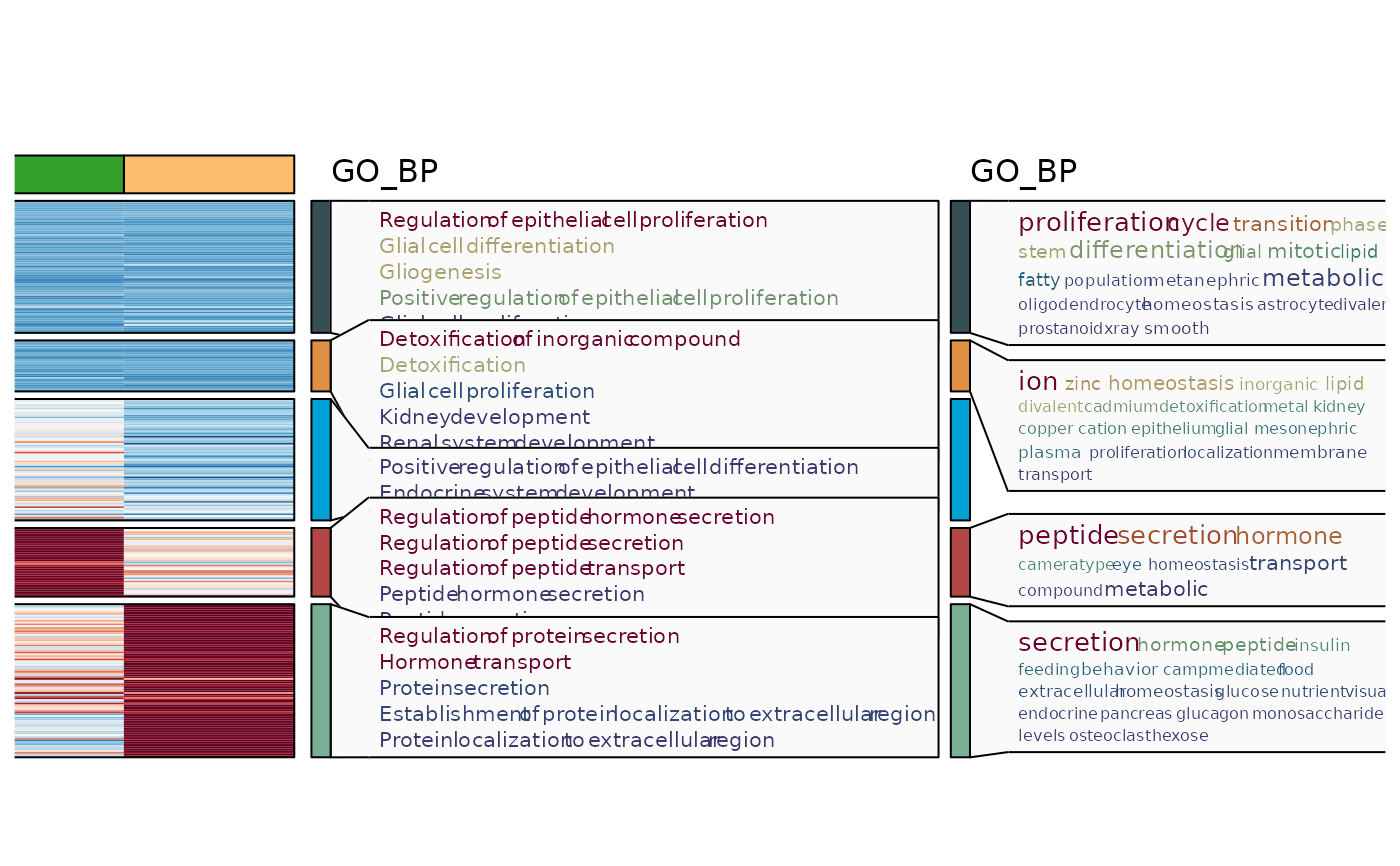 GO_BP
Regulation of epithelial cell proliferation
Glial cell differentiation
Gliogenesis
Positive regulation of epithelial cell proliferation
Detoxification of inorganic compound
Detoxification
Glial cell proliferation
Kidney development
Renal system development
Positive regulation of epithelial cell differentiation
Endocrine system development
Regulation of peptide hormone secretion
Regulation of peptide secretion
Regulation of peptide transport
Peptide hormone secretion
Regulation of protein secretion
Hormone transport
Protein secretion
Establishment of protein localization to extracellular region
Protein localization to extracellular region
GO_BP
proliferation cycle transition phase
stem differentiation glial mitotic lipid
fatty population metanephric metabolic
oligodendrocyte homeostasis astrocyte
prostanoid xray smooth
ion zinc homeostasis inorganic lipid
divalent cadmium detoxification metal kidney
copper cation epithelium glial mesonephric
plasma proliferation localization membrane
transport
peptide secretion hormone
cameratype eye homeostasis transport
compound metabolic
secretion hormone peptide insulin
feeding behavior campmediated food
extracellular homeostasis glucose nutrient
endocrine pancreas glucagon monosaccharide
levels osteoclast hexose